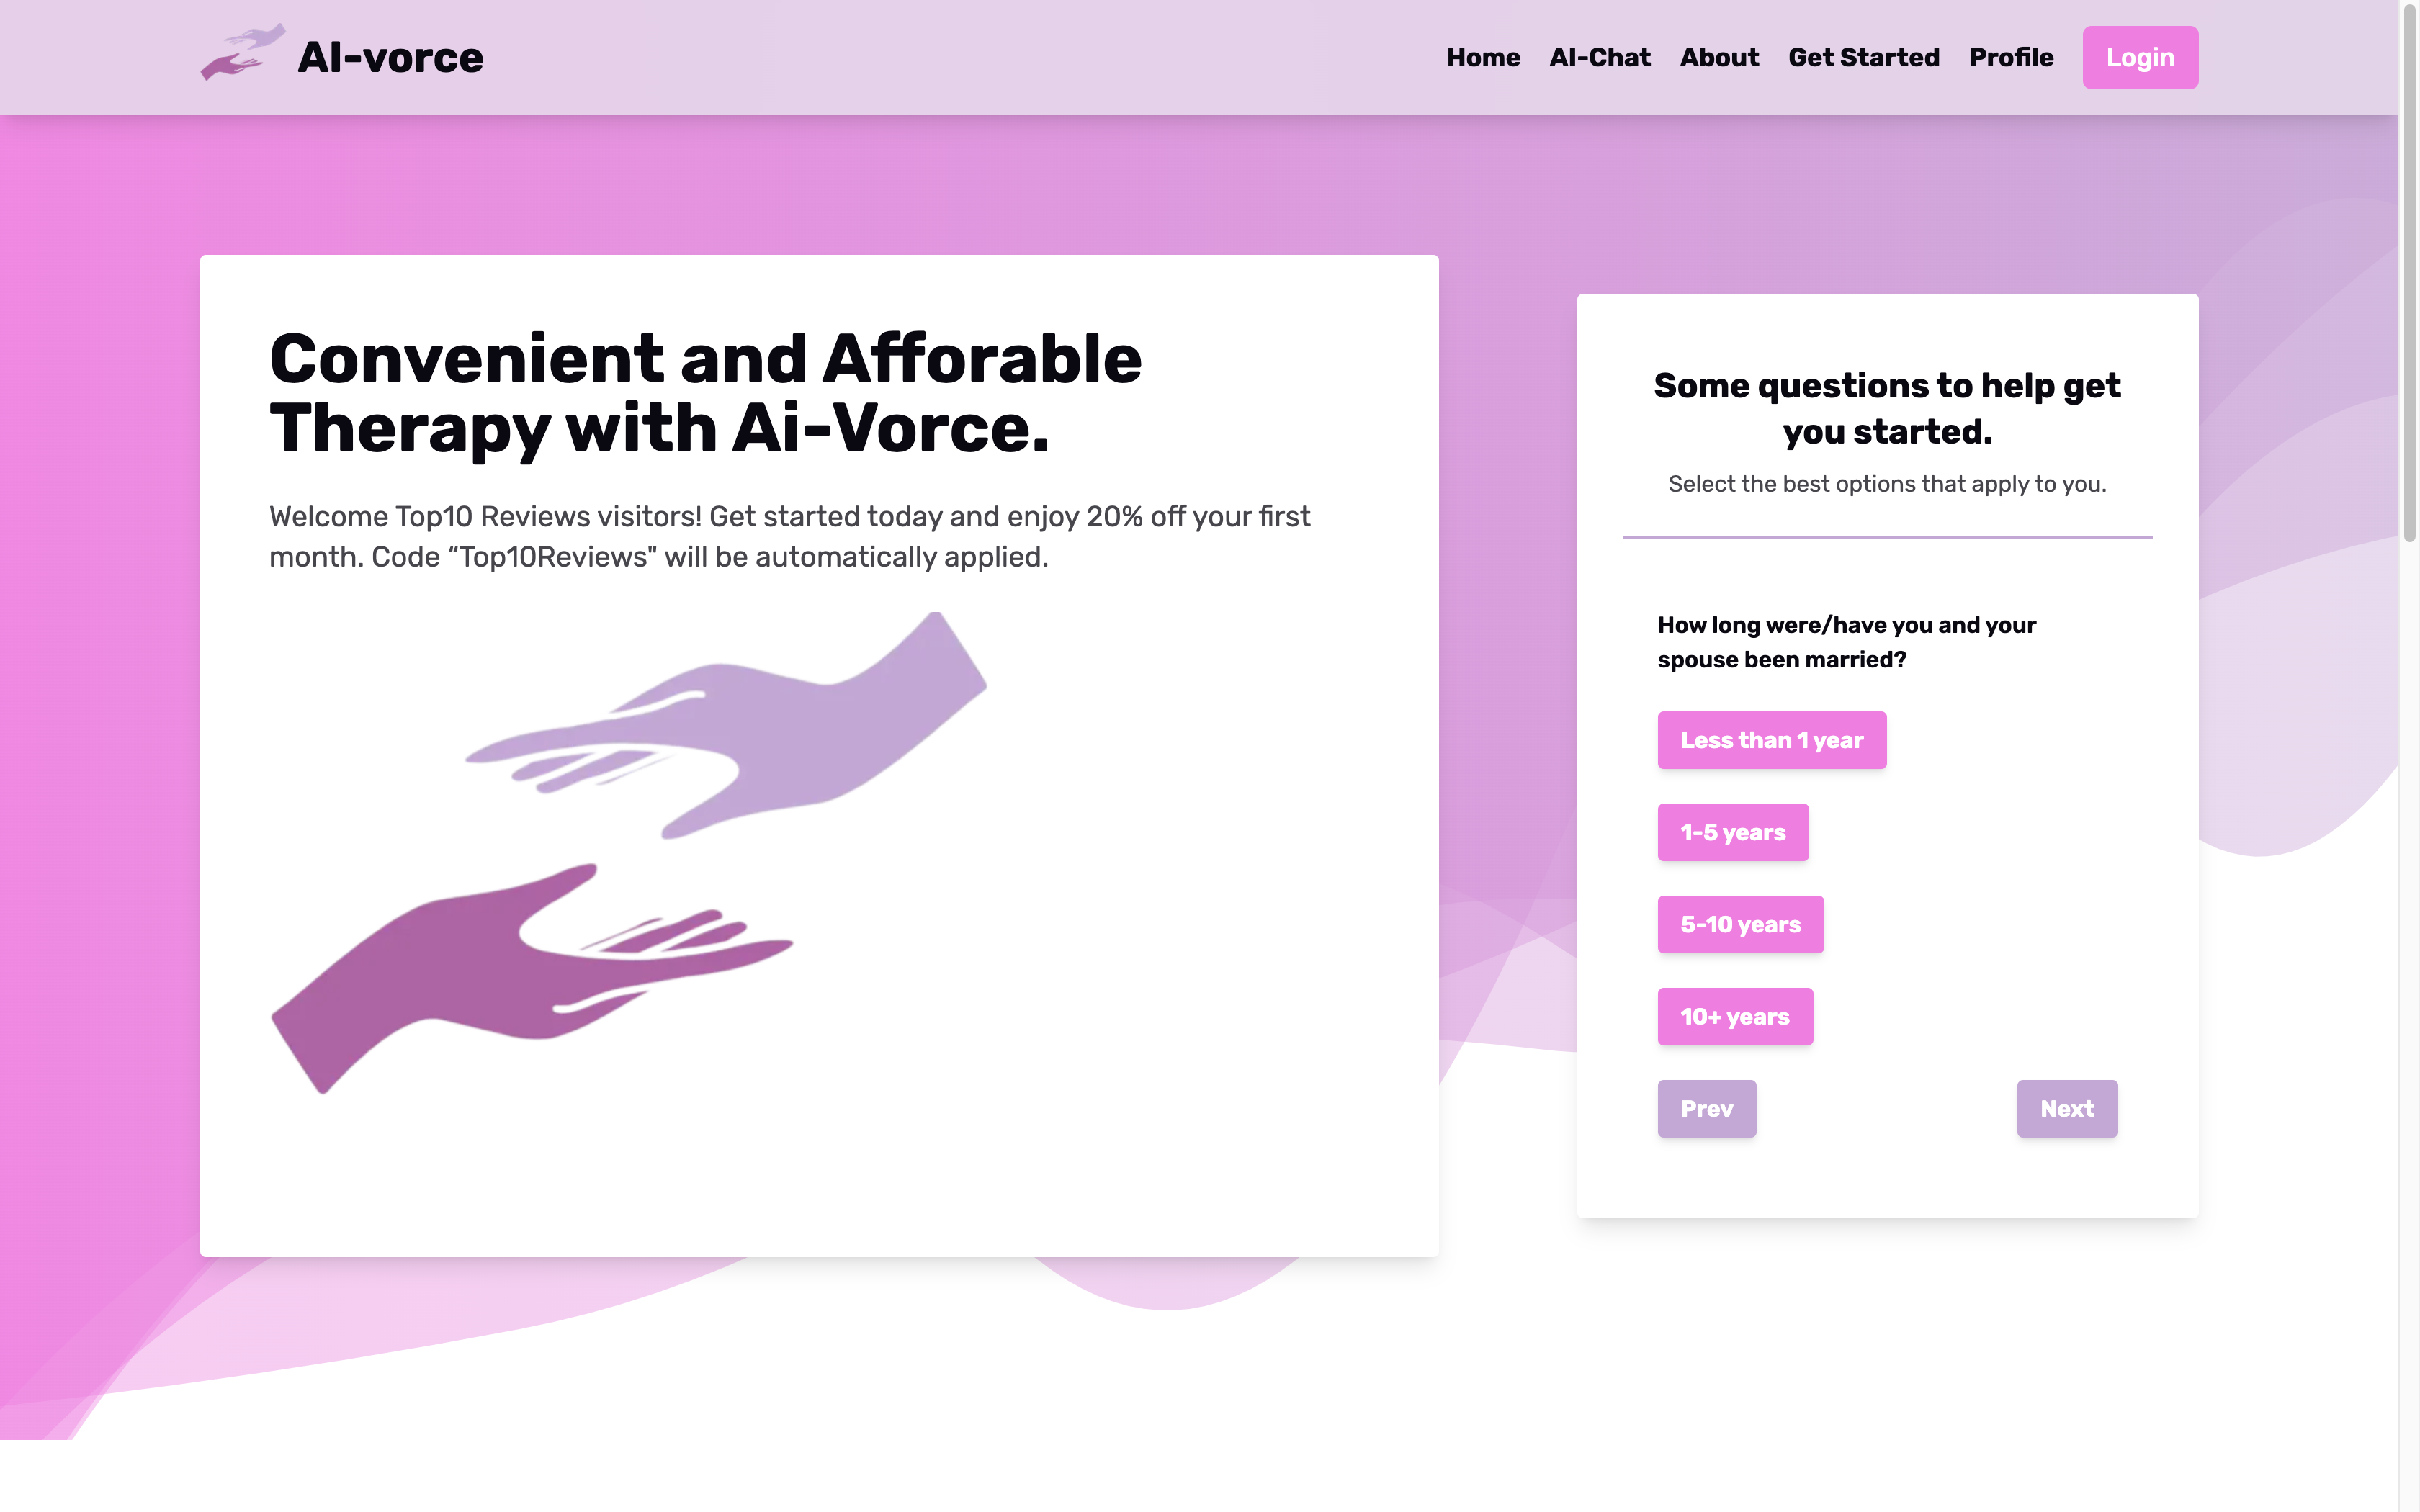 AI-vorce
Home AI-Chat About Get Started Profile Login
Convenient and Afforable
Therapy with Ai-Vorce.
Welcome Top10 Reviews visitors! Get started today and enjoy 20% off your first
month. Code “Top10Reviews" will be automatically applied.
Some questions to help get
you started.
Select the best options that apply to you.
How long were/have you and your
spouse been married?
Less than 1 year
1-5 years
5-10 years
10+ years
Prev Next